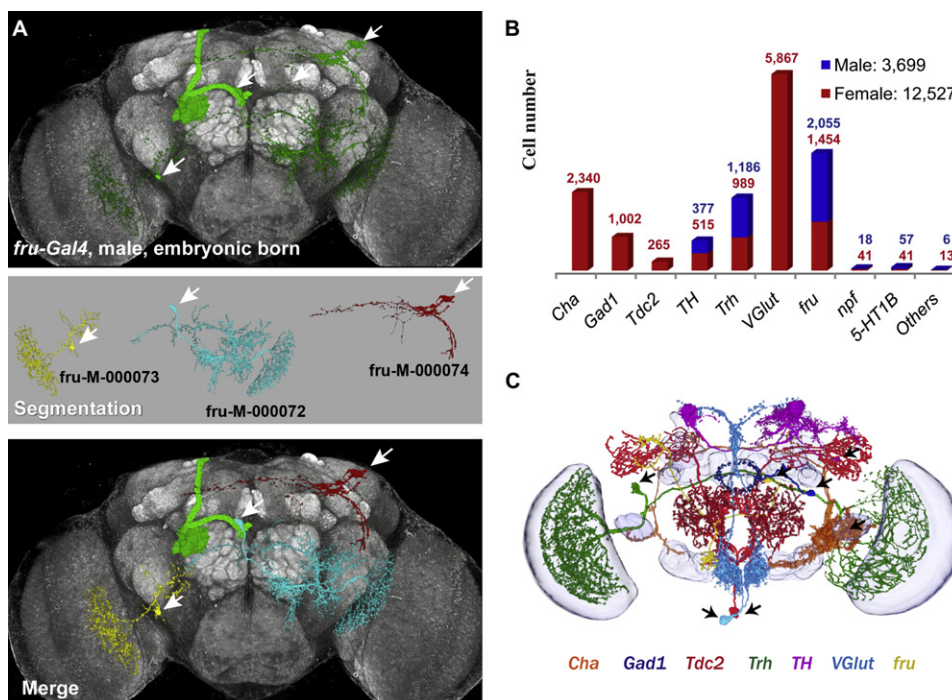 A
fru-Gal4, male, embryonic born
fru-M-000073
fru-M-000072
fru-M-000074
Segmentation
Merge
B
Cell number
Male: 3,699
Female: 12,527
2,340
1,002
265
377
515
1,186
989
5,867
2,055
1,454
18
41
57
41
6
13
Cha
Gad1
Tdc2
TH
Trh
VGlut
fru
npf
5-HT1B
Others
C
Cha Gad1 Tdc2 Trh TH VGlut fru